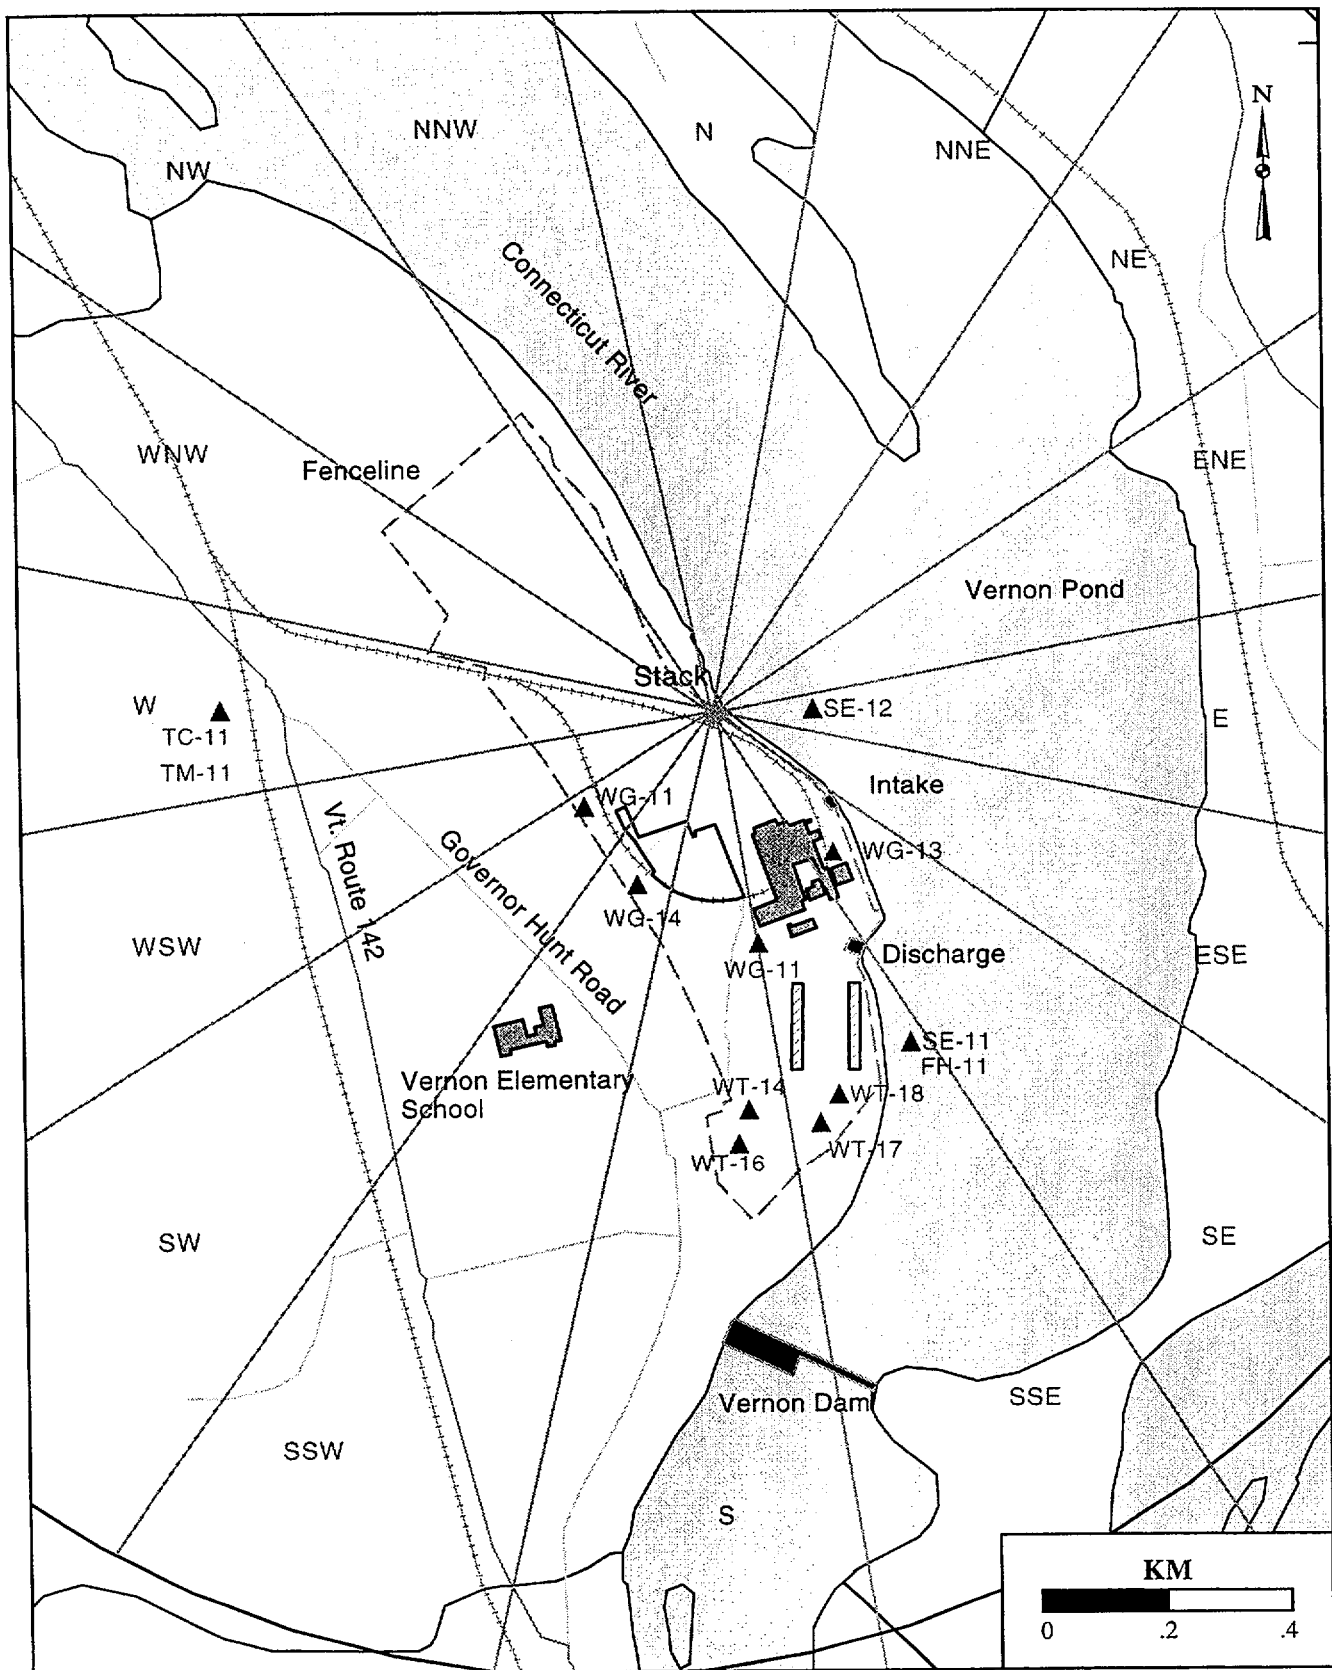 NNW
N
N
NNE
NW
NE
Connecticut River
WNW
Fenceline
ENE
Vernon Pond
Stack
W
TC-11
TM-11
SE-12
E
Intake
WG-11
Vt. Route 142
Governor Hunt Road
WG-13
WG-14
WSW
WG-11
Discharge
ESE
SE-11
FH-11
Vernon Elementary
School
WT-14
WT-18
WT-16
WT-17
SW
SE
Vernon Dam
SSE
SSW
S
KM
0 .2 .4